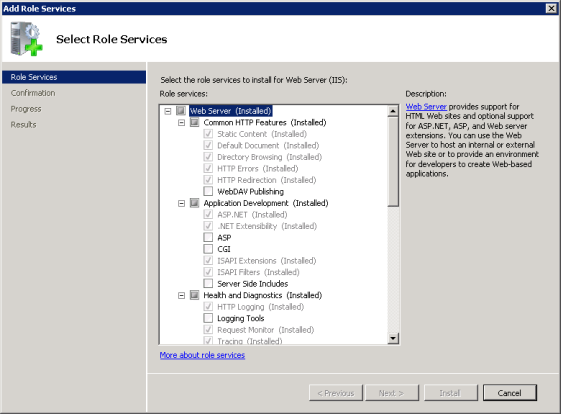 Add Role Services
Select Role Services
Role Services
Confirmation
Progress
Results
Select the role services to install for Web Server (IIS):
Role services:
Web Server (Installed)
Common HTTP Features (Installed)
Static Content (Installed)
Default Document (Installed)
Directory Browsing (Installed)
HTTP Errors (Installed)
HTTP Redirection (Installed)
WebDAV Publishing
Application Development (Installed)
ASP.NET (Installed)
.NET Extensibility (Installed)
ASP
CGI
ISAPI Extensions (Installed)
ISAPI Filters (Installed)
Server Side Includes
Health and Diagnostics (Installed)
HTTP Logging (Installed)
Logging Tools
Request Monitor (Installed)
Tracing (Installed)
More about role services
Description:
Web Server provides support for
HTML Web sites and optional support
for ASP.NET, ASP, and Web server
extensions. You can use the Web
Server to host an internal or external
Web site or to provide an environment
for developers to create Web-based
applications.
< Previous
Next >
Install
Cancel